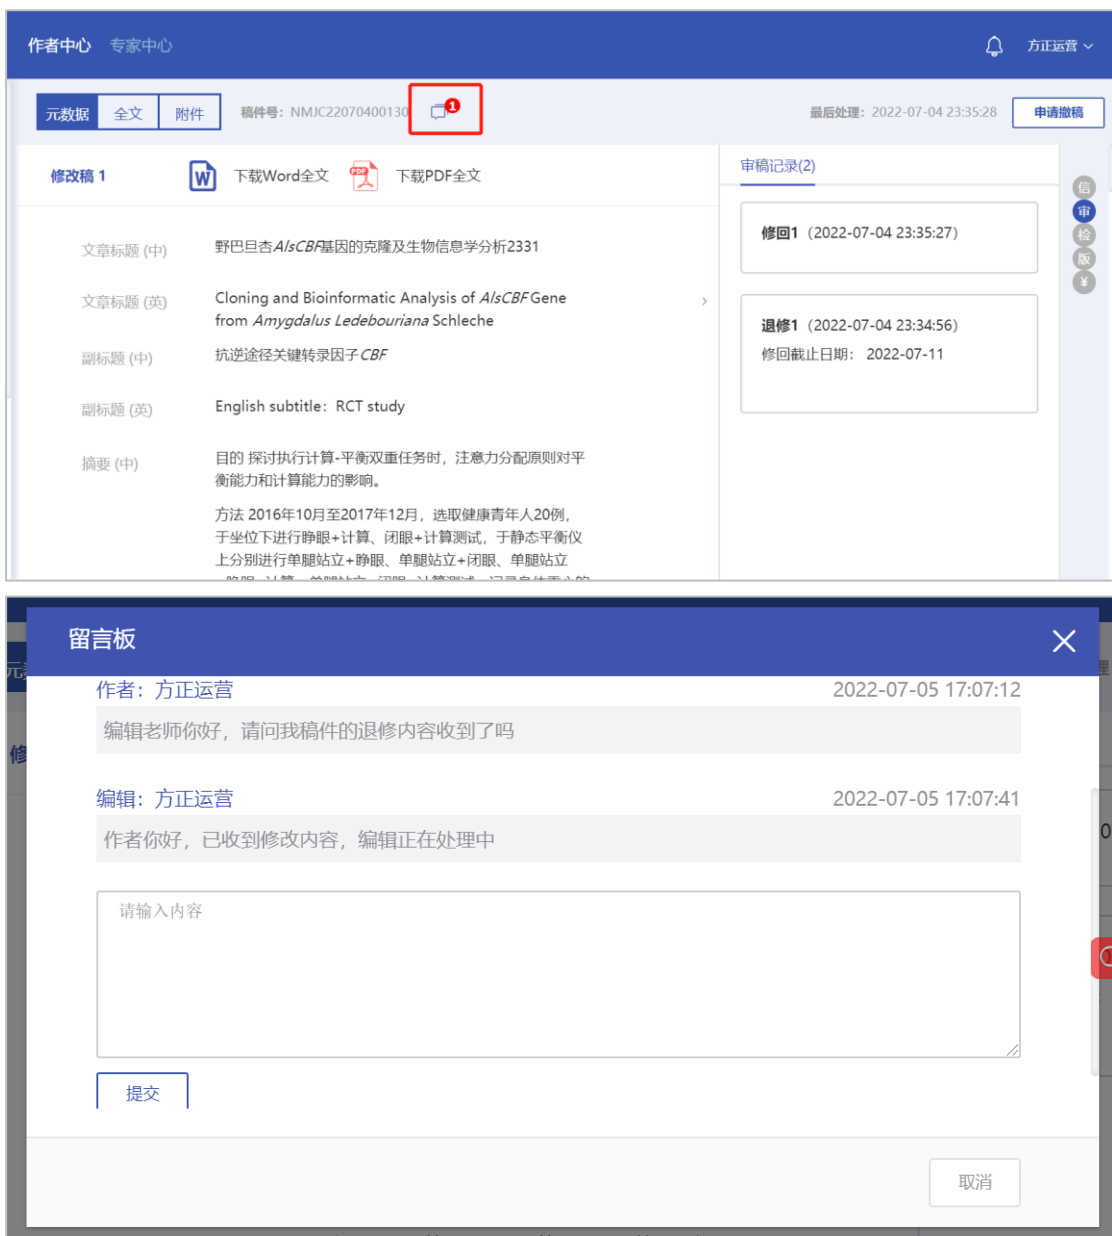 作者中心 专家中心 方正运营
元数据 全文 附件 稿件号：NMJC22070400130 1 最后处理：2022-07-04 23:35:28 申请撤稿
修改稿 1 W 下载Word全文 PDF 下载PDF全文
审稿记录(2)
信
审
检
版
¥
修回1（2022-07-04 23:35:27）
退修1（2022-07-04 23:34:56）
修回截止日期： 2022-07-11
文章标题 (中) 野巴旦杏AlsCBF基因的克隆及生物信息学分析2331
文章标题 (英) Cloning and Bioinformatic Analysis of AlsCBF Gene
from Amygdalus Ledebouriana Schleche
副标题 (中) 抗逆途径关键转录因子CBF
副标题 (英) English subtitle：RCT study
摘要 (中) 目的 探讨执行计算-平衡双重任务时，注意力分配原则对平
衡能力和计算能力的影响。
方法 2016年10月至2017年12月，选取健康青年人20例，
于坐位下进行睁眼+计算、闭眼+计算测试，于静态平衡仪
上分别进行单腿站立+睁眼、单腿站立+闭眼、单腿站立
留言板
作者：方正运营 2022-07-05 17:07:12
编辑老师你好，请问我稿件的退修内容收到了吗
编辑：方正运营 2022-07-05 17:07:41
作者你好，已收到修改内容，编辑正在处理中
请输入内容
提交
取消